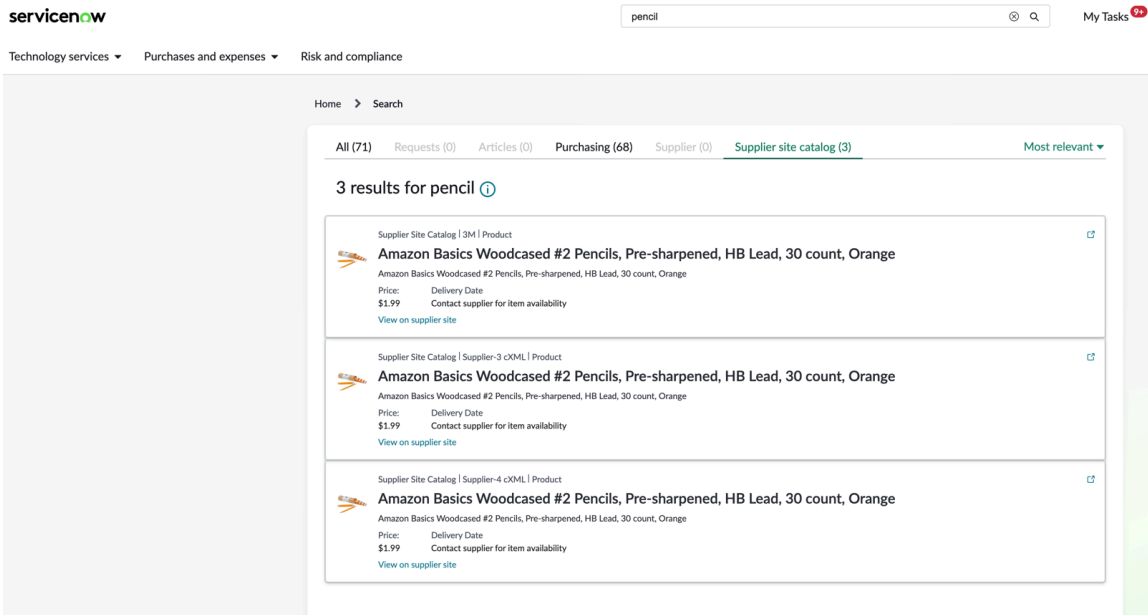 servicenow
pencil
My Tasks 9+
Technology services Purchases and expenses Risk and compliance
Home > Search
All (71) Requests (0) Articles (0) Purchasing (68) Supplier (0) Supplier site catalog (3) Most relevant
3 results for pencil
Supplier Site Catalog | 3M | Product
Amazon Basics Woodcased #2 Pencils, Pre-sharpened, HB Lead, 30 count, Orange
Amazon Basics Woodcased #2 Pencils, Pre-sharpened, HB Lead, 30 count, Orange
Price: Delivery Date
$1.99 Contact supplier for item availability
View on supplier site
Supplier Site Catalog | Supplier-3 cXML | Product
Amazon Basics Woodcased #2 Pencils, Pre-sharpened, HB Lead, 30 count, Orange
Amazon Basics Woodcased #2 Pencils, Pre-sharpened, HB Lead, 30 count, Orange
Price: Delivery Date
$1.99 Contact supplier for item availability
View on supplier site
Supplier Site Catalog | Supplier-4 cXML | Product
Amazon Basics Woodcased #2 Pencils, Pre-sharpened, HB Lead, 30 count, Orange
Amazon Basics Woodcased #2 Pencils, Pre-sharpened, HB Lead, 30 count, Orange
Price: Delivery Date
$1.99 Contact supplier for item availability
View on supplier site